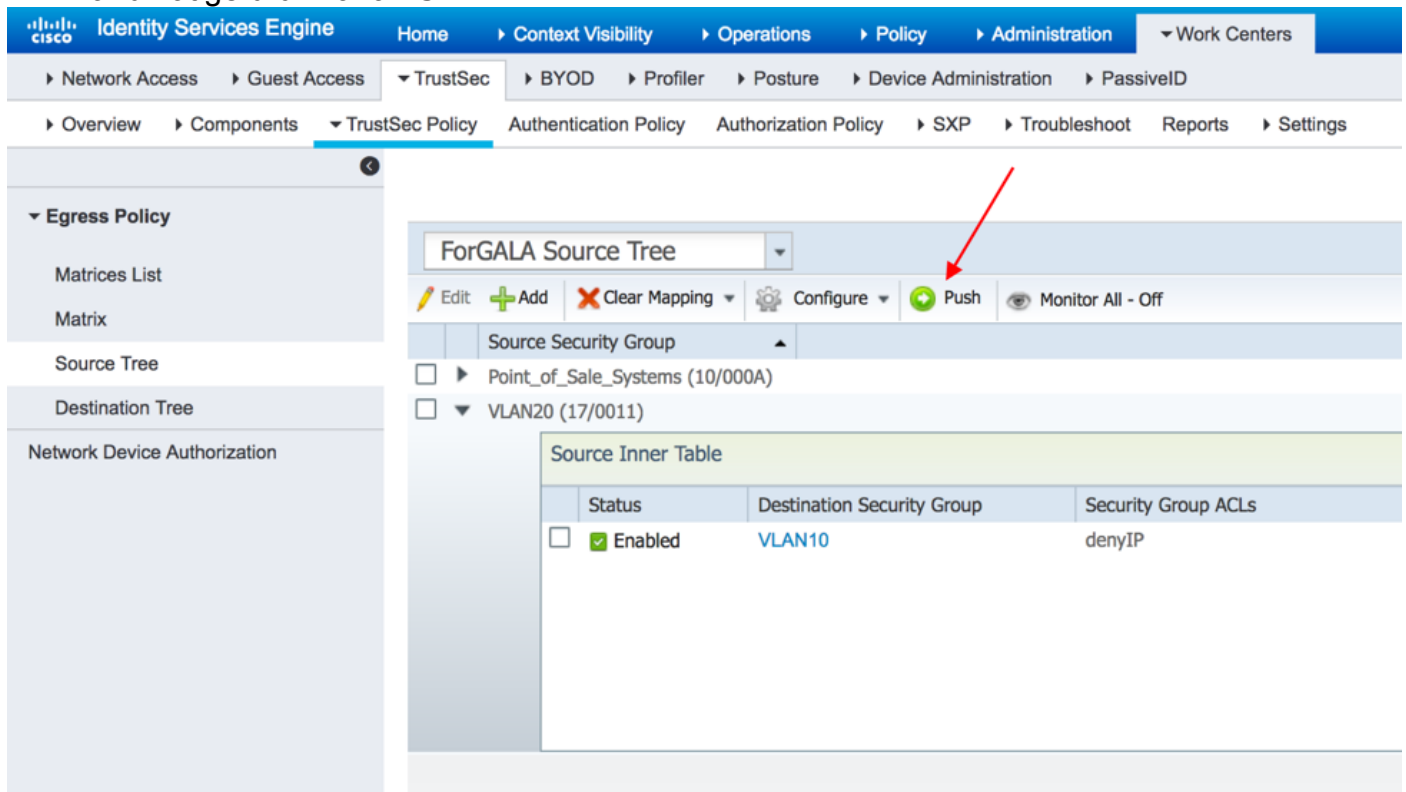 cisco Identity Services Engine Home Context Visibility Operations Policy Administration Work Centers
Network Access Guest Access TrustSec BYOD Profiler Posture Device Administration PassiveID
Overview Components TrustSec Policy Authentication Policy Authorization Policy SXP Troubleshoot Reports Settings
Egress Policy
Matrices List
Matrix
Source Tree
Destination Tree
Network Device Authorization
ForGALA Source Tree
Edit Add Clear Mapping Configure Push Monitor All - Off
Source Security Group
Point_of_Sale_Systems (10/000A)
VLAN20 (17/0011)
Source Inner Table
Status Destination Security Group Security Group ACLs
Enabled VLAN10 denyIP